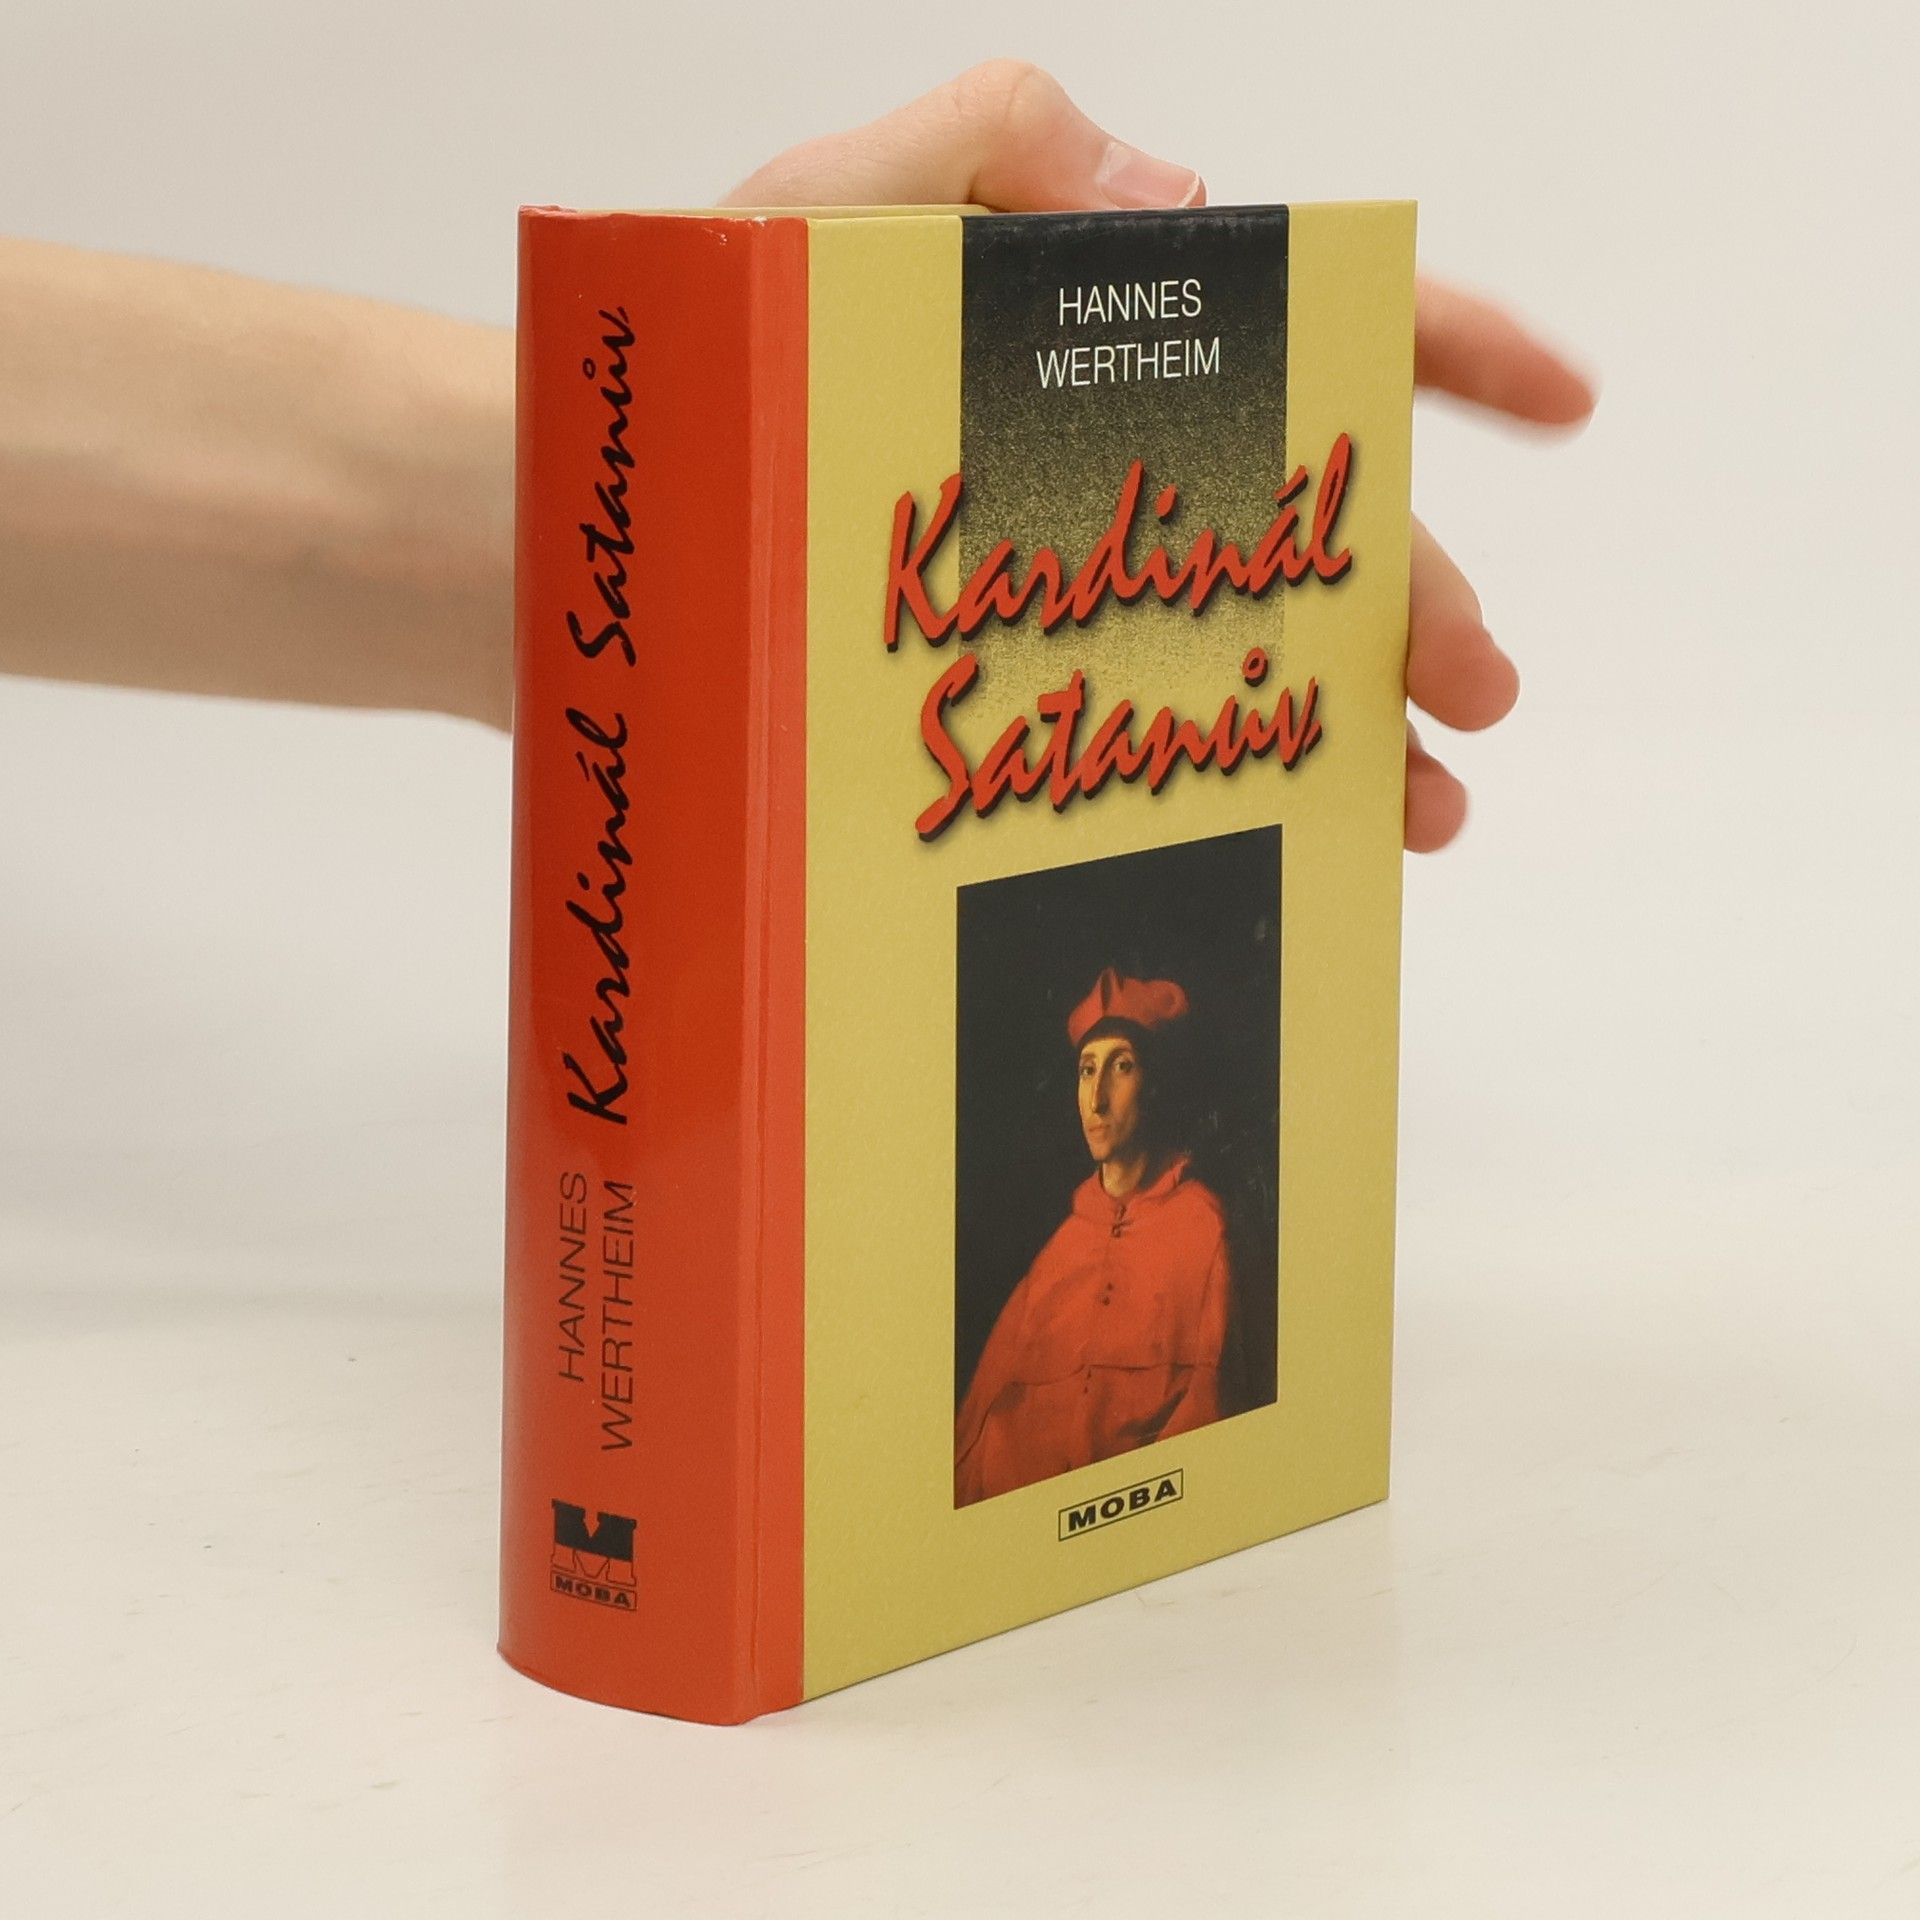 Kardinál Satanův
HANNES
WERTHEIM
MOBA
HANNES
WERTHEIM
Kardinál
Satanův
MOBA